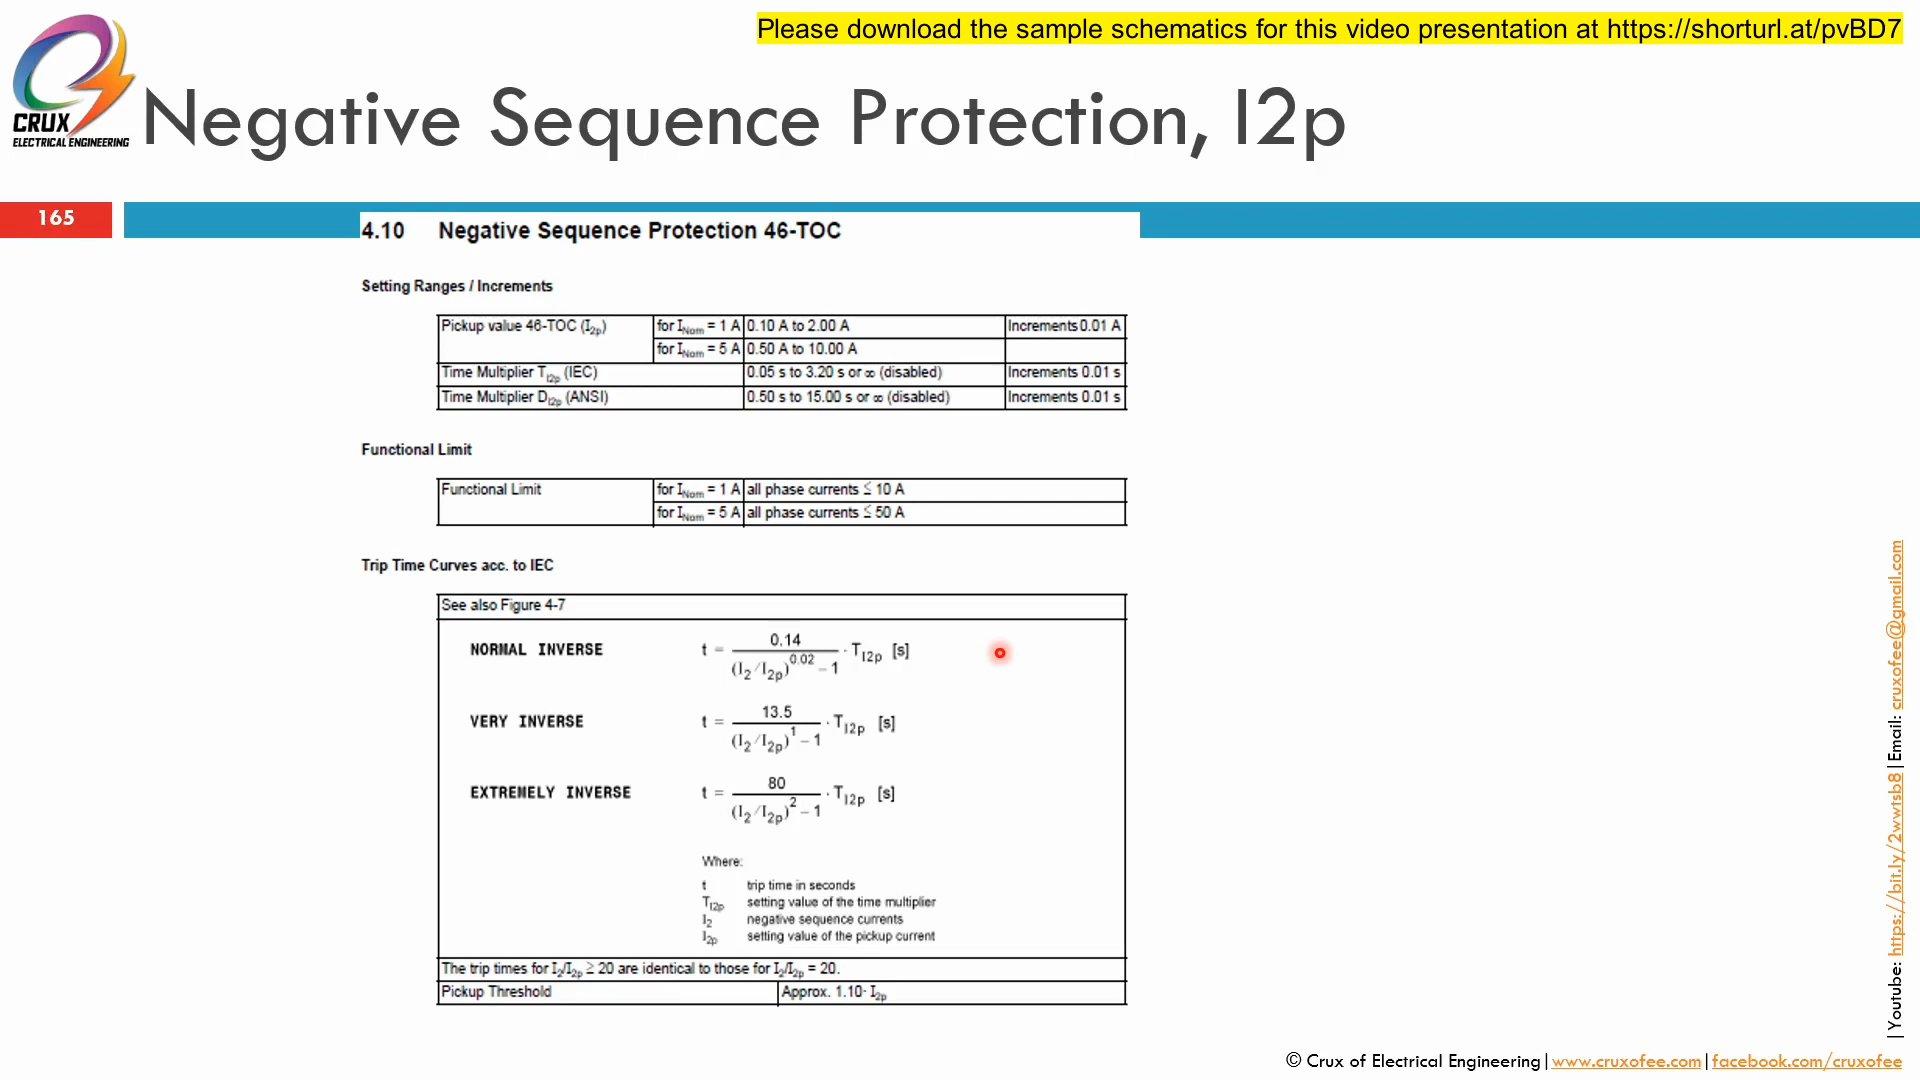 Please download the sample schematics for this video presentation at https://shorturl.at/pvBD7
CRUX
ELECTRICAL ENGINEERING
Negative Sequence Protection, I2p
165
4.10 Negative Sequence Protection 46-TOC
Setting Ranges / Increments
Pickup value 46-TOC (I2p) for INom = 1 A 0.10 A to 2.00 A Increments 0.01 A
for INom = 5 A 0.50 A to 10.00 A
Time Multiplier TI2p (IEC) 0.05 s to 3.20 s or ∞ (disabled) Increments 0.01 s
Time Multiplier DI2p (ANSI) 0.50 s to 15.00 s or ∞ (disabled) Increments 0.01 s
Functional Limit
Functional Limit for INom = 1 A all phase currents ≤ 10 A
for INom = 5 A all phase currents ≤ 50 A
Trip Time Curves acc. to IEC
See also Figure 4-7
NORMAL INVERSE t = 0.14 / ((I2/I2p)^0.02 – 1) · TI2p [s]
VERY INVERSE t = 13.5 / ((I2/I2p)^1 – 1) · TI2p [s]
EXTREMELY INVERSE t = 80 / ((I2/I2p)^2 – 1) · TI2p [s]
Where:
t trip time in seconds
TI2p setting value of the time multiplier
I2 negative sequence currents
I2p setting value of the pickup current
The trip times for I2/I2p ≥ 20 are identical to those for I2/I2p = 20.
Pickup Threshold Approx. 1.10· I2p
|Youtube: https://bit.ly/2wwtsb8|Email: cruxofee@gmail.com
© Crux of Electrical Engineering|www.cruxofee.com|facebook.com/cruxofee